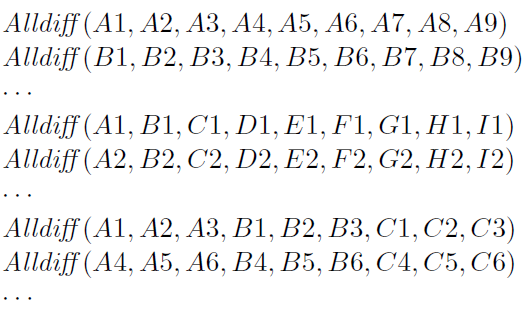 Alldiff (A1, A2, A3, A4, A5, A6, A7, A8, A9)
Alldiff (B1, B2, B3, B4, B5, B6, B7, B8, B9)
· · ·
Alldiff (A1, B1, C1, D1, E1, F1, G1, H1, I1)
Alldiff (A2, B2, C2, D2, E2, F2, G2, H2, I2)
· · ·
Alldiff (A1, A2, A3, B1, B2, B3, C1, C2, C3)
Alldiff (A4, A5, A6, B4, B5, B6, C4, C5, C6)
· · ·